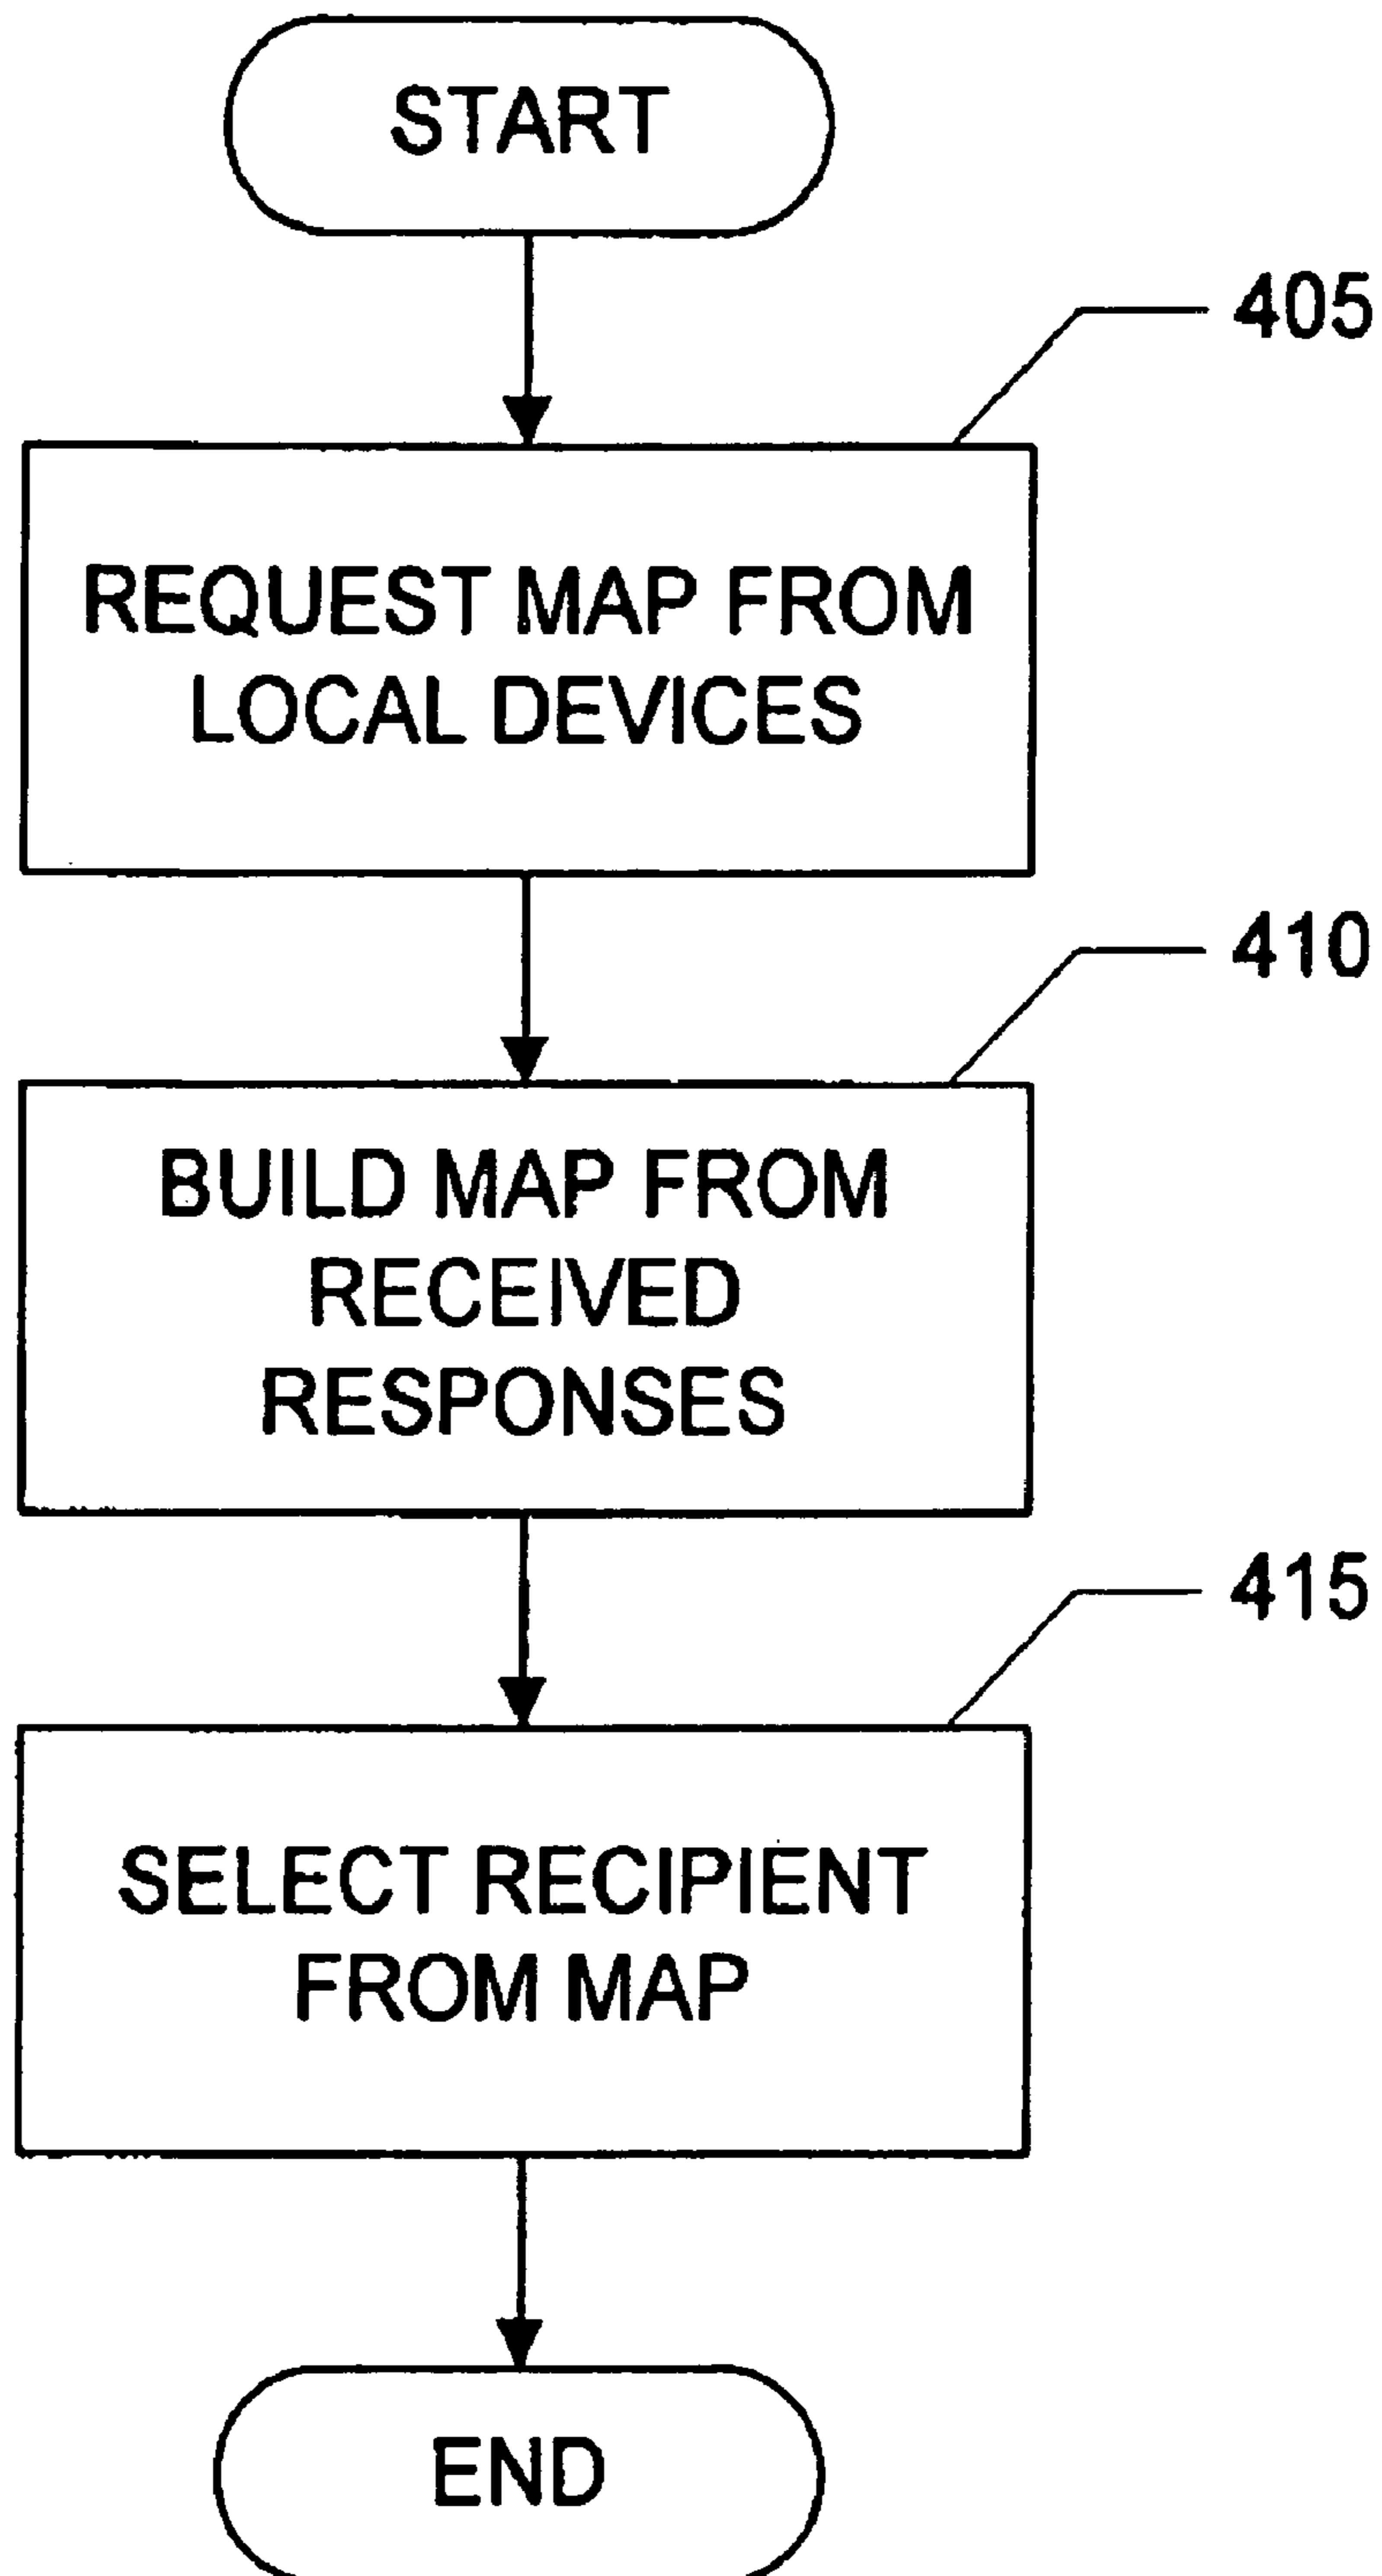 START
405
REQUEST MAP FROM
LOCAL DEVICES
410
BUILD MAP FROM
RECEIVED
RESPONSES
415
SELECT RECIPIENT
FROM MAP
END